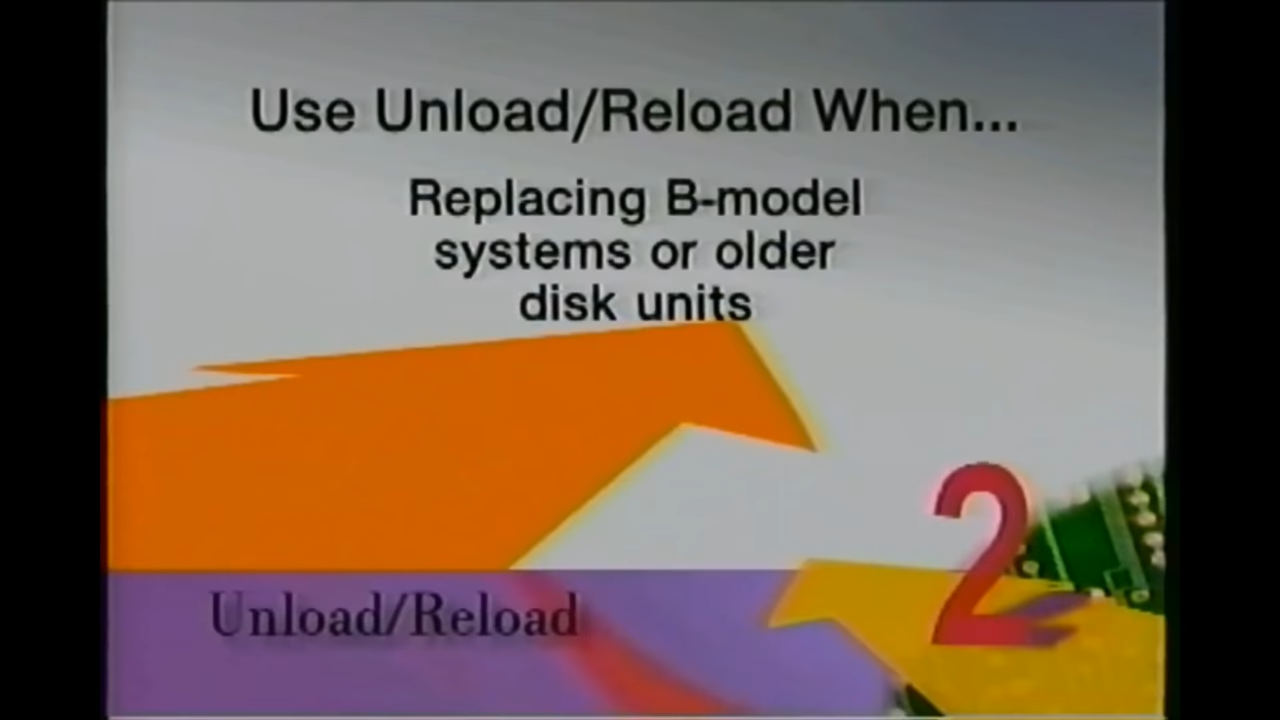 Use Unload/Reload When...
Replacing B-model
systems or older
disk units
2
Unload/Reload